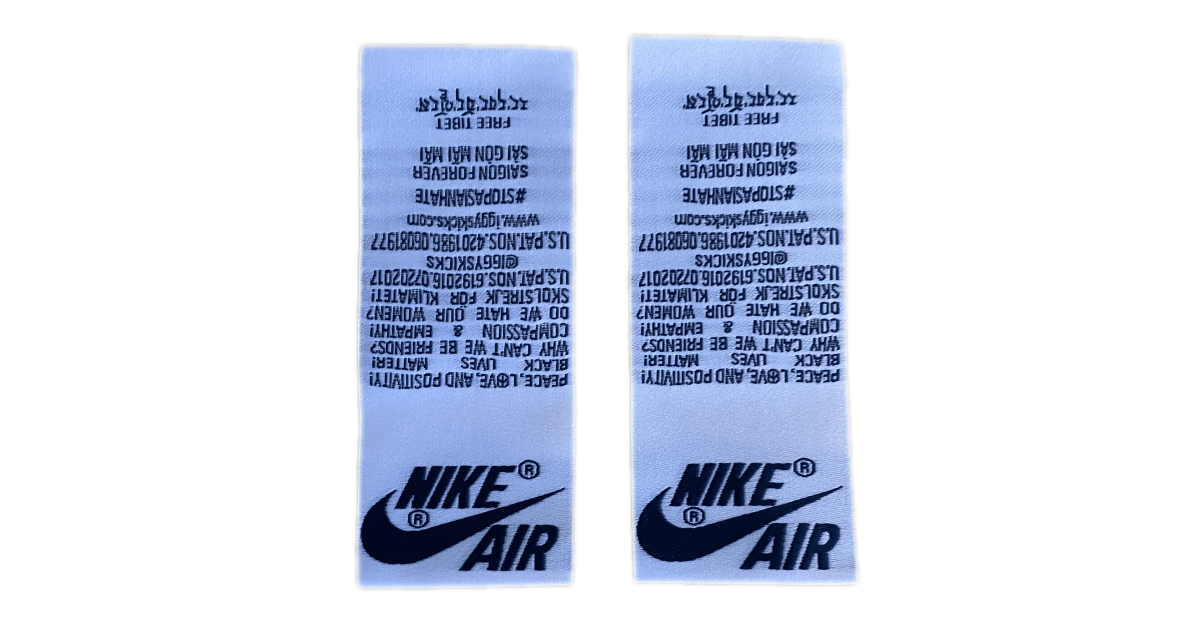 PEACE, L☮VE, AND POSITIVITY!
BLACK LIVES MATTER!
WHY CAN'T WE BE FRIENDS?
COMPASSION & EMPATHY!
DO WE HATE OUR WOMEN?
SKOLSTREJK FÖR KLIMATET!
U.S.PAT.NOS.6192016.07202017
@IGGYSKICKS
U.S.PAT.NOS.4201986.06081977
www.iggyskicks.com
#STOPASIANHATE
SAIGON FOREVER
SÀI GÒN MÃI MÃI
FREE TIBET
NIKE®
®
AIR
PEACE, L☮VE, AND POSITIVITY!
BLACK LIVES MATTER!
WHY CAN'T WE BE FRIENDS?
COMPASSION & EMPATHY!
DO WE HATE OUR WOMEN?
SKOLSTREJK FÖR KLIMATET!
U.S.PAT.NOS.6192016.07202017
@IGGYSKICKS
U.S.PAT.NOS.4201986.06081977
www.iggyskicks.com
#STOPASIANHATE
SAIGON FOREVER
SÀI GÒN MÃI MÃI
FREE TIBET
NIKE®
®
AIR